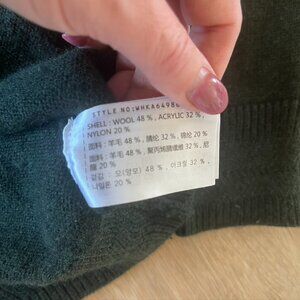 STYLE NO:WHKA6498
SHELL : WOOL 48 % , ACRYLIC 32 % ,
NYLON 20 %
面料 : 羊毛 48 % , 腈纶 32 % , 锦纶 20 %
面料 : 羊毛 48 % , 聚丙烯腈纖維 32 % , 尼
龍 20 %
겉감 : 모(양모) 48 % , 아크릴 32 % ,
나일론 20 %